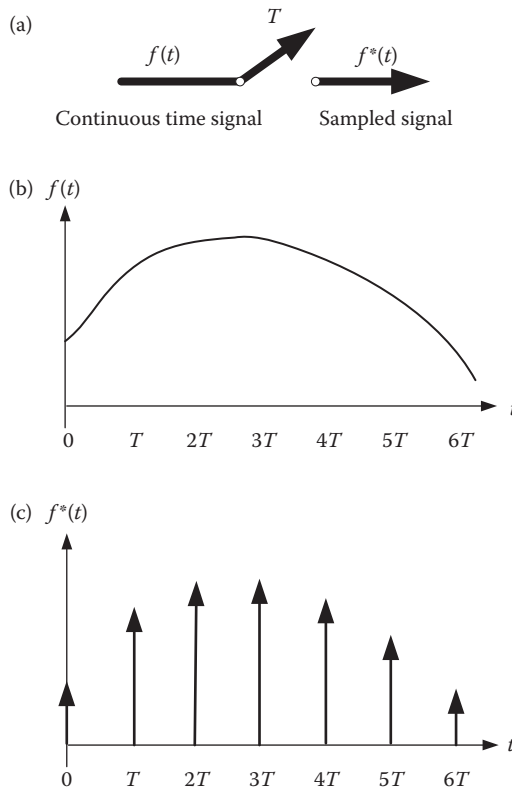 (a)
T
f(t)
f*(t)
Continuous time signal
Sampled signal
(b) f(t)
t
0 T 2T 3T 4T 5T 6T
(c) f*(t)
t
0 T 2T 3T 4T 5T 6T